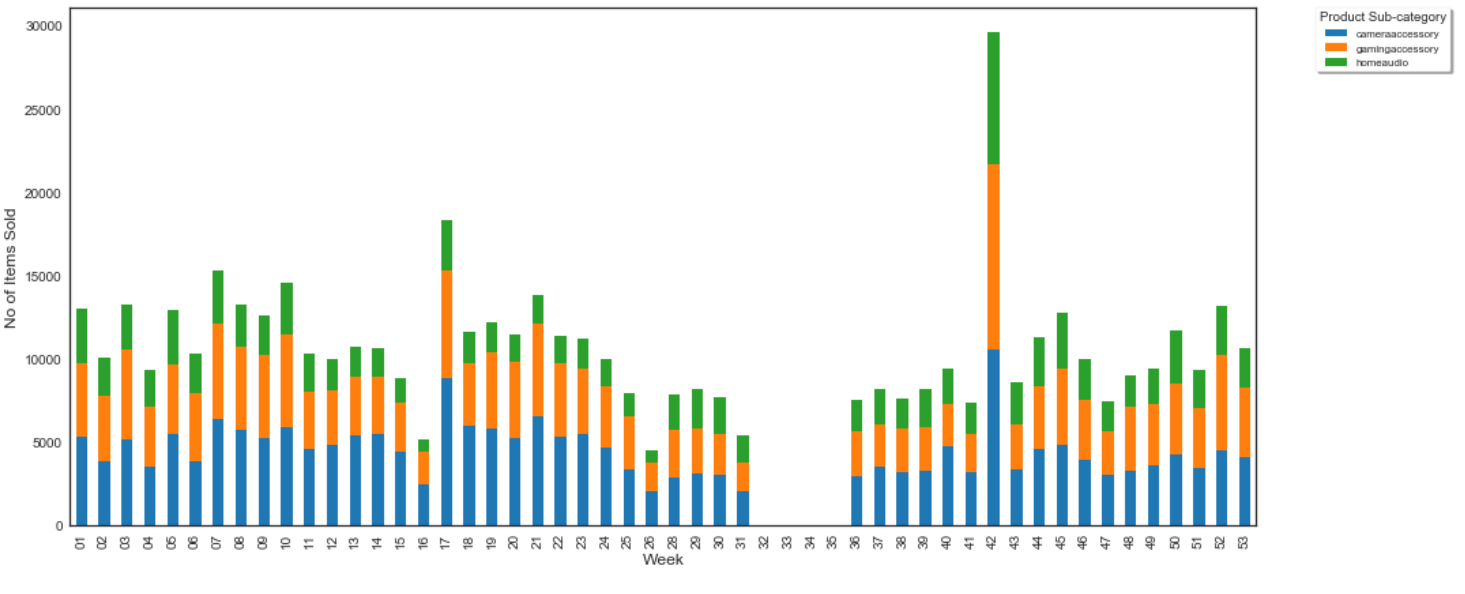 Product Sub-category
cameraaccessory
gamingaccessory
homeaudio
No of Items Sold
30000
25000
20000
15000
10000
5000
0
01 02 03 04 05 06 07 08 09 10 11 12 13 14 15 16 17 18 19 20 21 22 23 24 25 26 28 29 30 31 32 33 34 35 36 37 38 39 40 41 42 43 44 45 46 47 48 49 50 51 52 53
Week